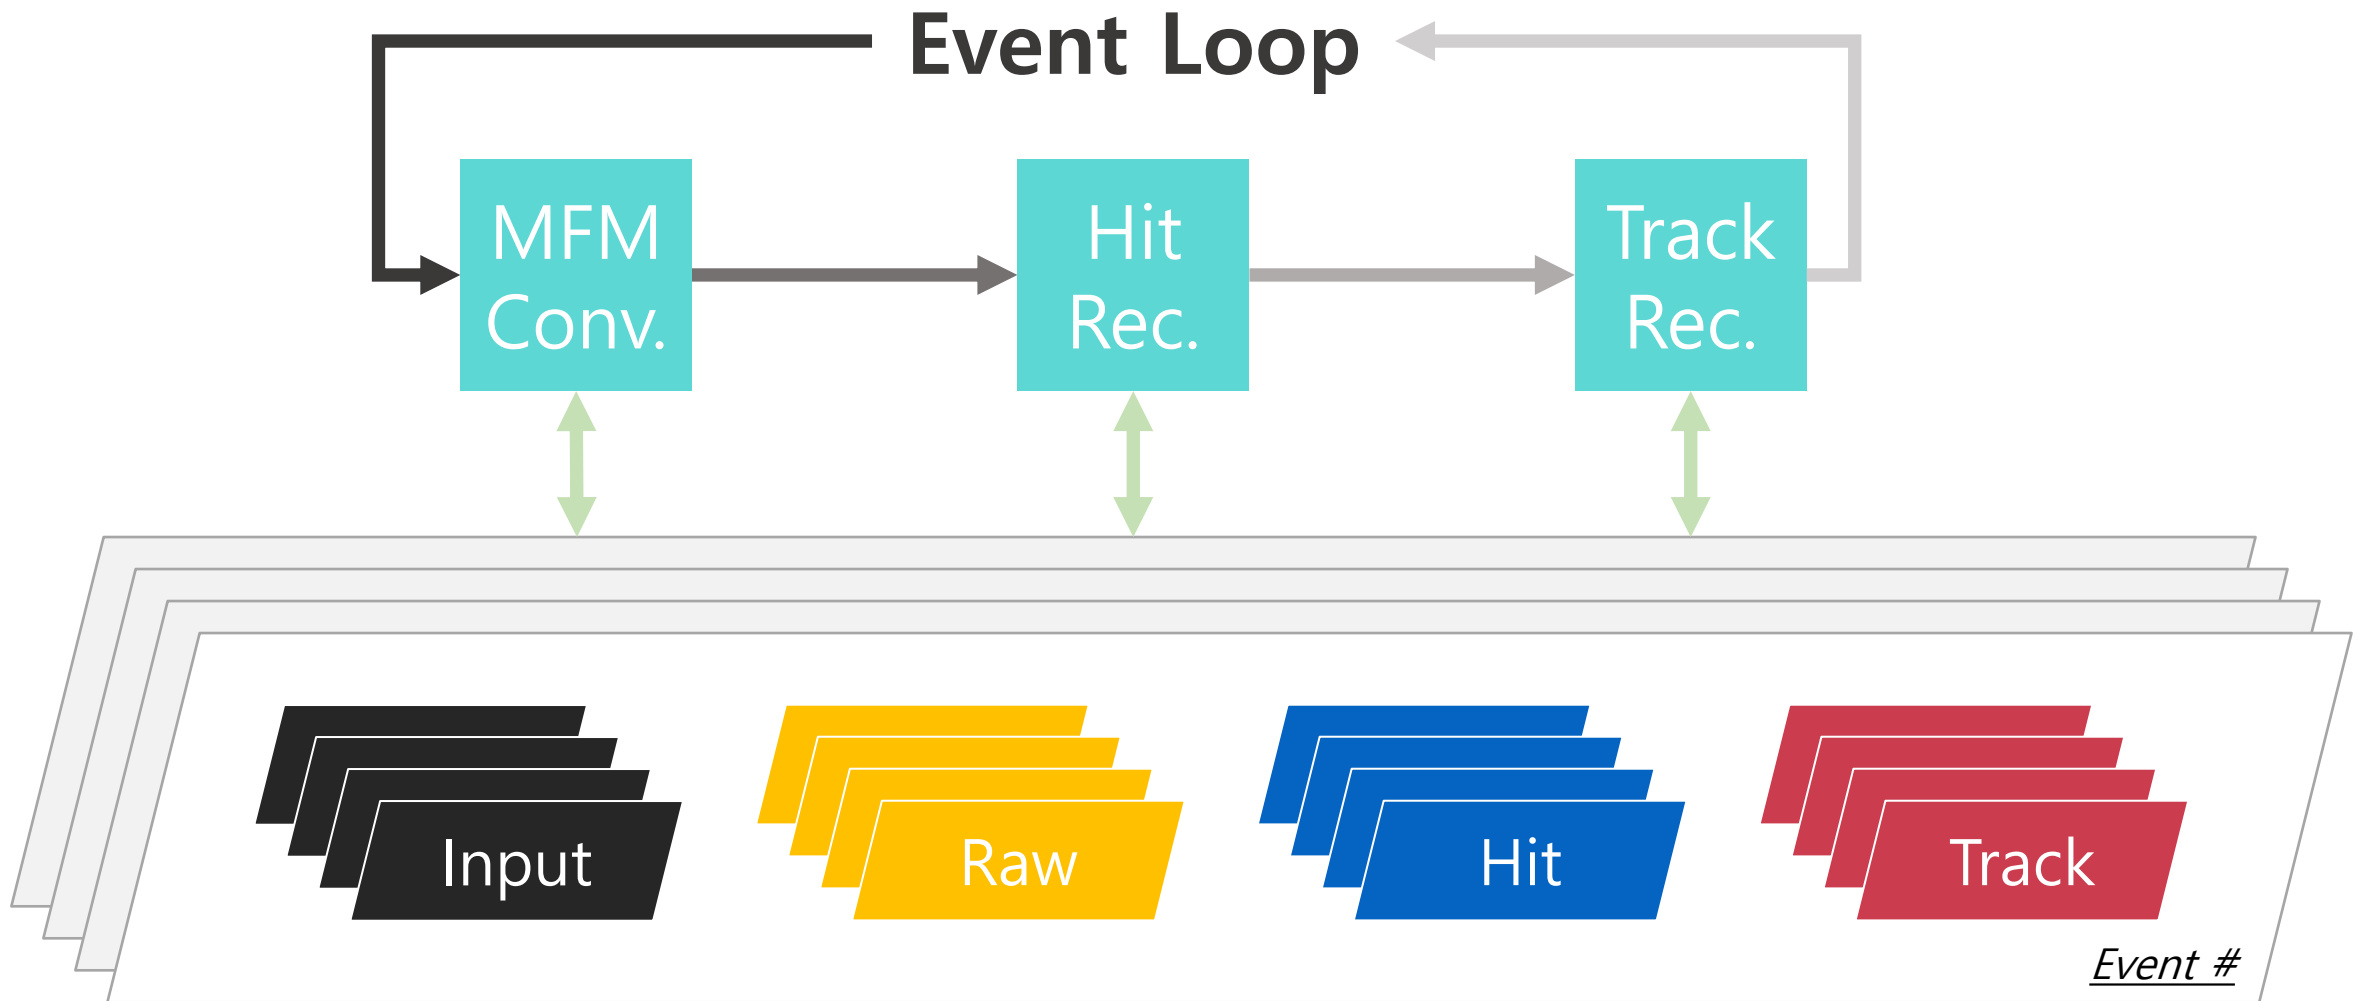 Event Loop
MFM
Conv.
Hit
Rec.
Track
Rec.
Input
Raw
Hit
Track
Event #